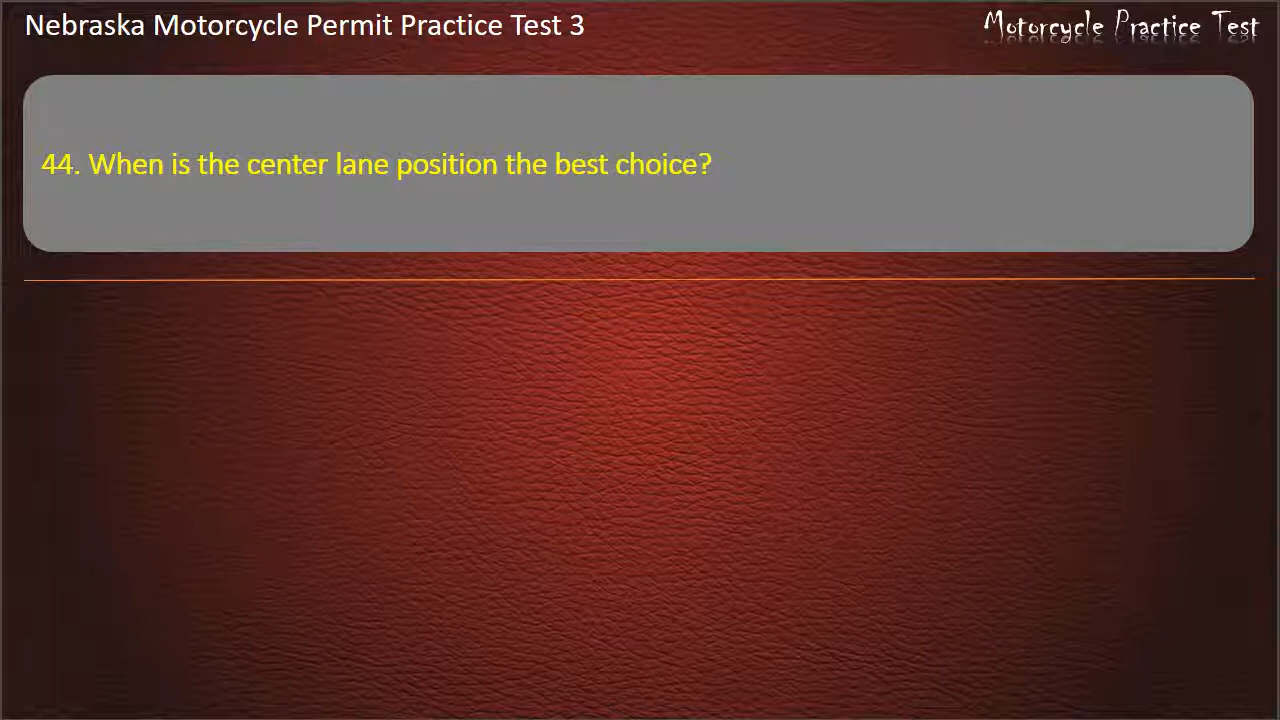 Nebraska Motorcycle Permit Practice Test 3
Motorcycle Practice Test
44. When is the center lane position the best choice?